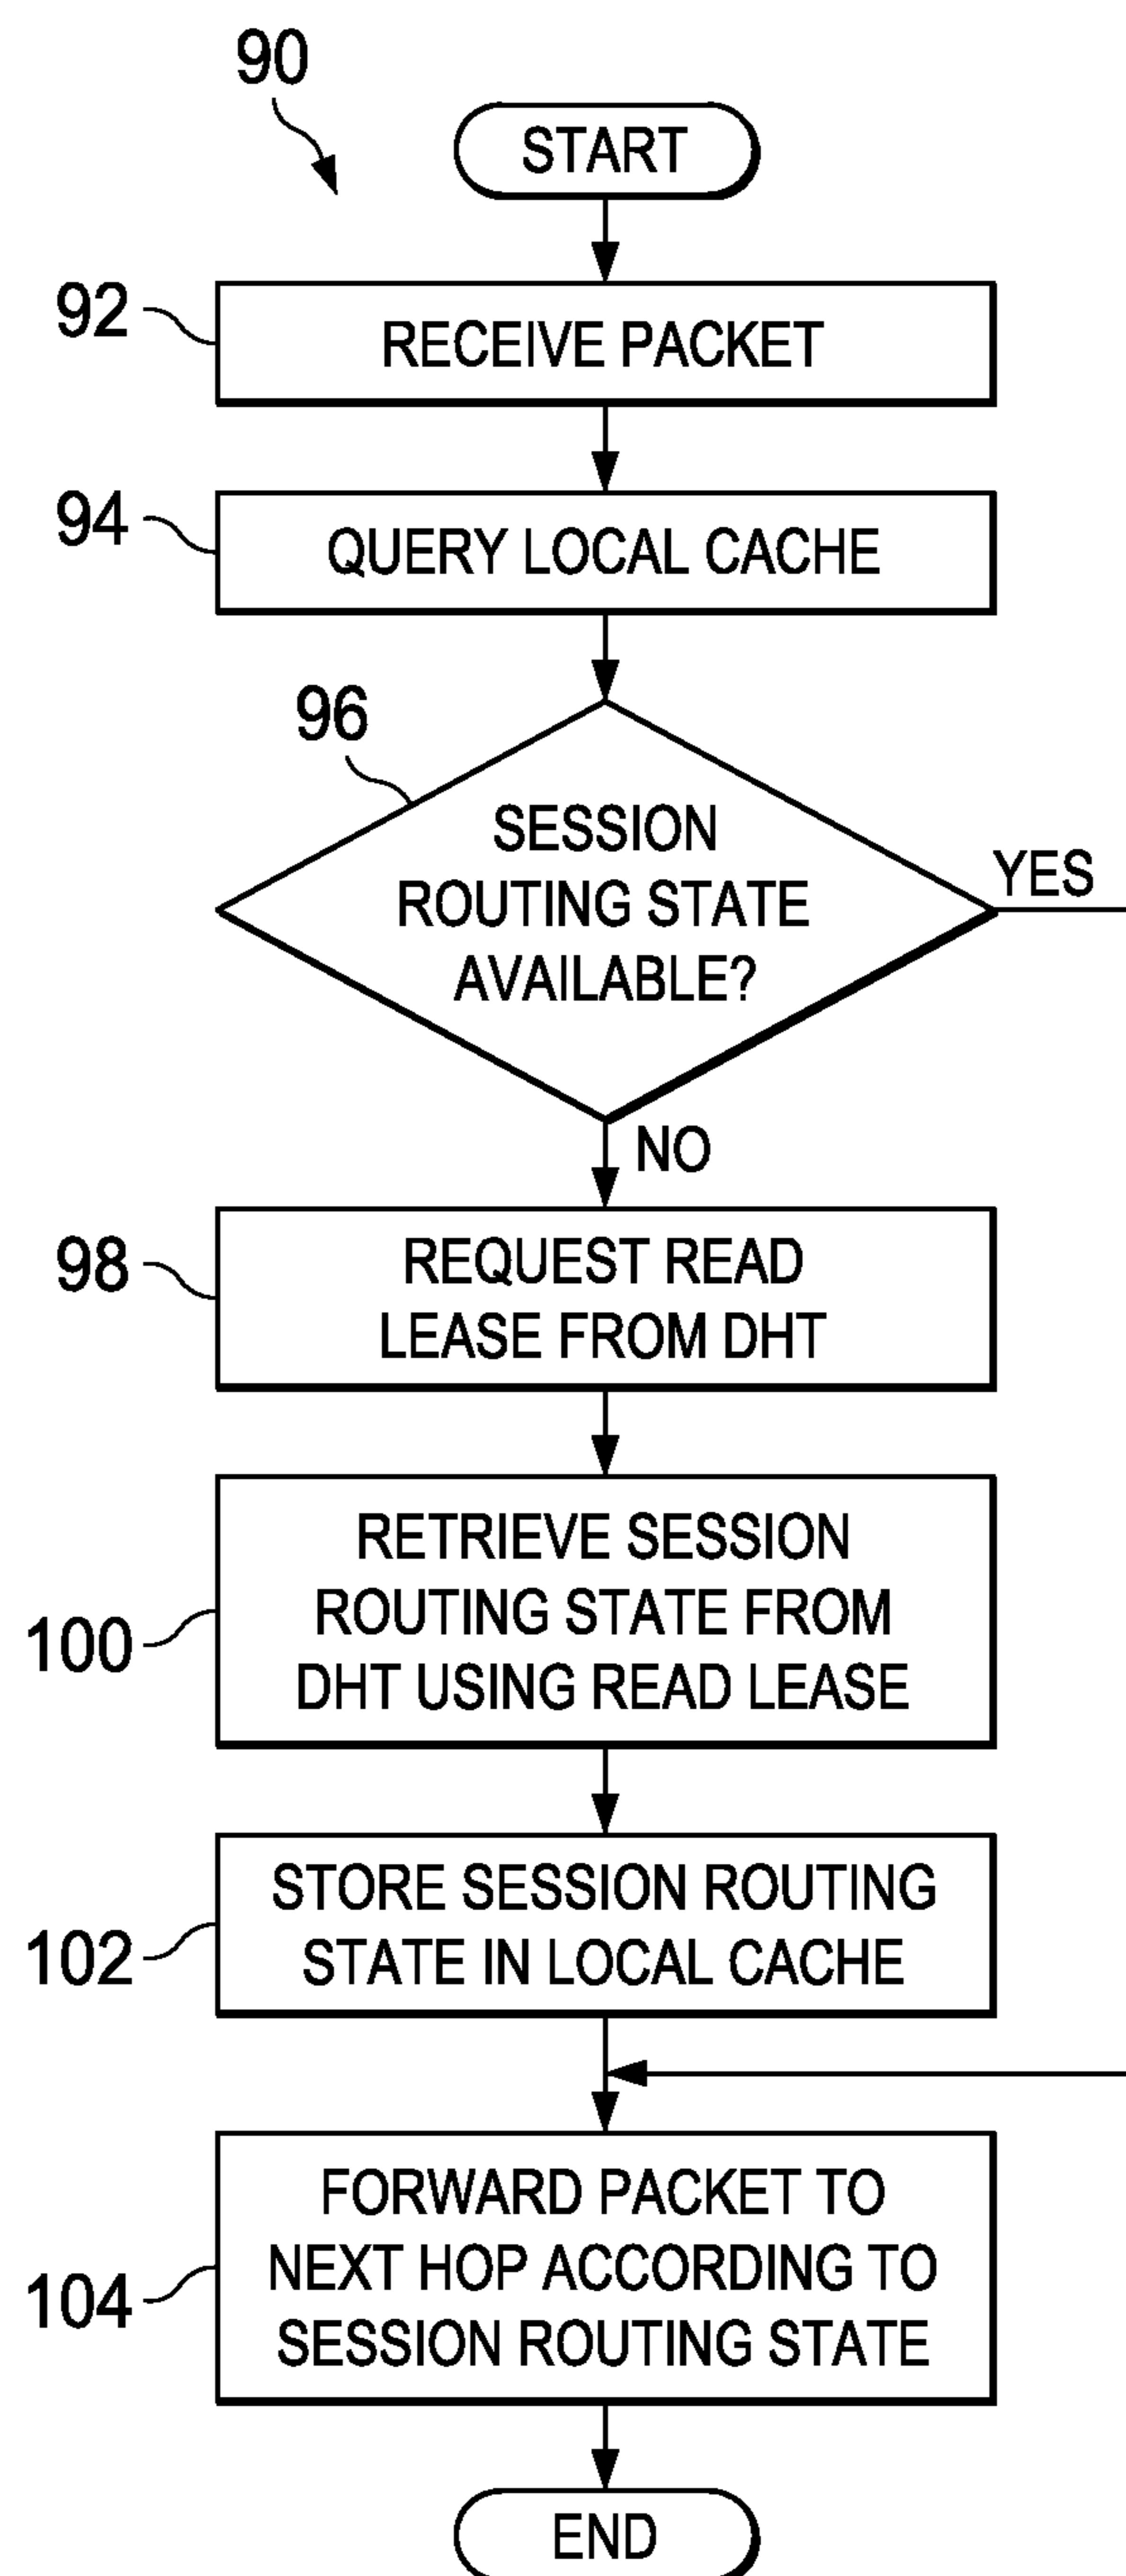 90
START
92
RECEIVE PACKET
94
QUERY LOCAL CACHE
96
SESSION
ROUTING STATE
AVAILABLE?
YES
NO
98
REQUEST READ
LEASE FROM DHT
100
RETRIEVE SESSION
ROUTING STATE FROM
DHT USING READ LEASE
102
STORE SESSION ROUTING
STATE IN LOCAL CACHE
104
FORWARD PACKET TO
NEXT HOP ACCORDING TO
SESSION ROUTING STATE
END